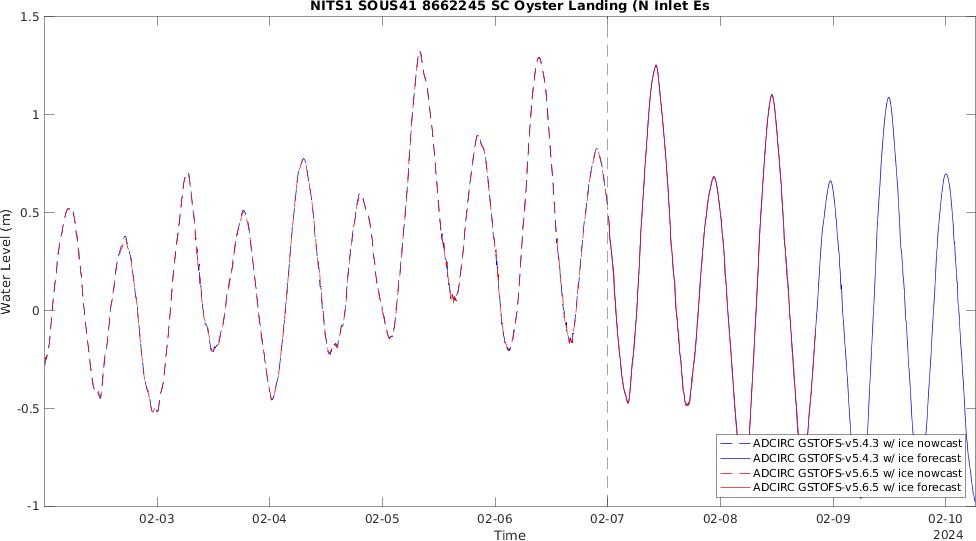 NITS1 SOUS41 8662245 SC Oyster Landing (N Inlet Es
1.5
1
0.5
0
-0.5
-1
Water Level (m)
ADCIRC GSTOFS-v5.4.3 w/ ice nowcast
ADCIRC GSTOFS-v5.4.3 w/ ice forecast
ADCIRC GSTOFS-v5.6.5 w/ ice nowcast
ADCIRC GSTOFS-v5.6.5 w/ ice forecast
02-03 02-04 02-05 02-06 02-07 02-08 02-09 02-10
Time
2024